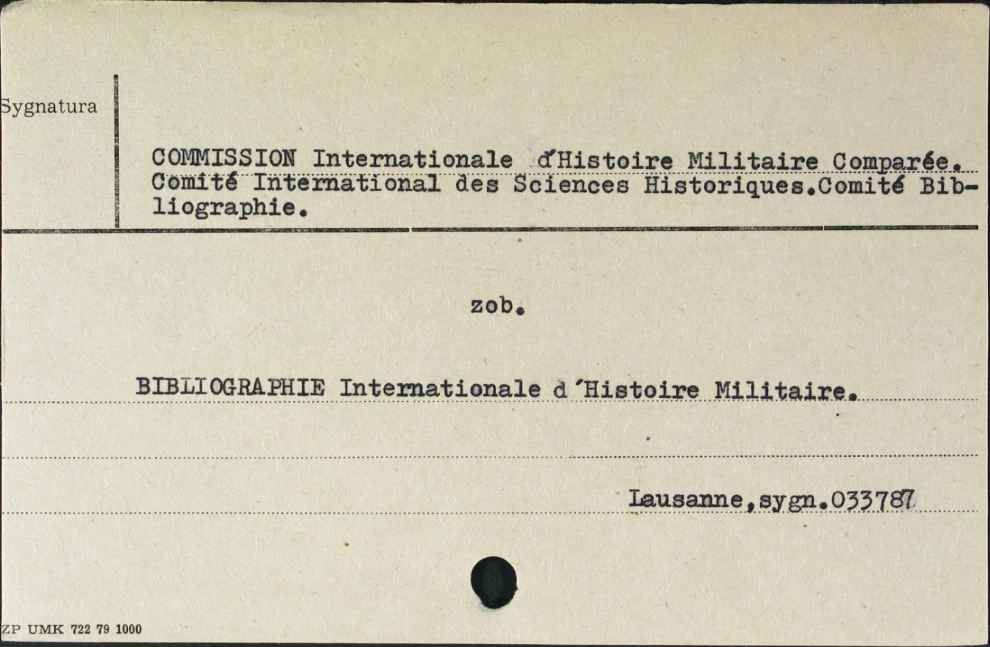 Sygnatura
COMMISSION Internationale d'Histoire Militaire Comparée.
Comité International des Sciences Historiques.Comité Bib-
liographie.
zob.
BIBLIOGRAPHIE Internationale d'Histoire Militaire.
Lausanne,sygn.033787
ZP UMK 722 79 1000